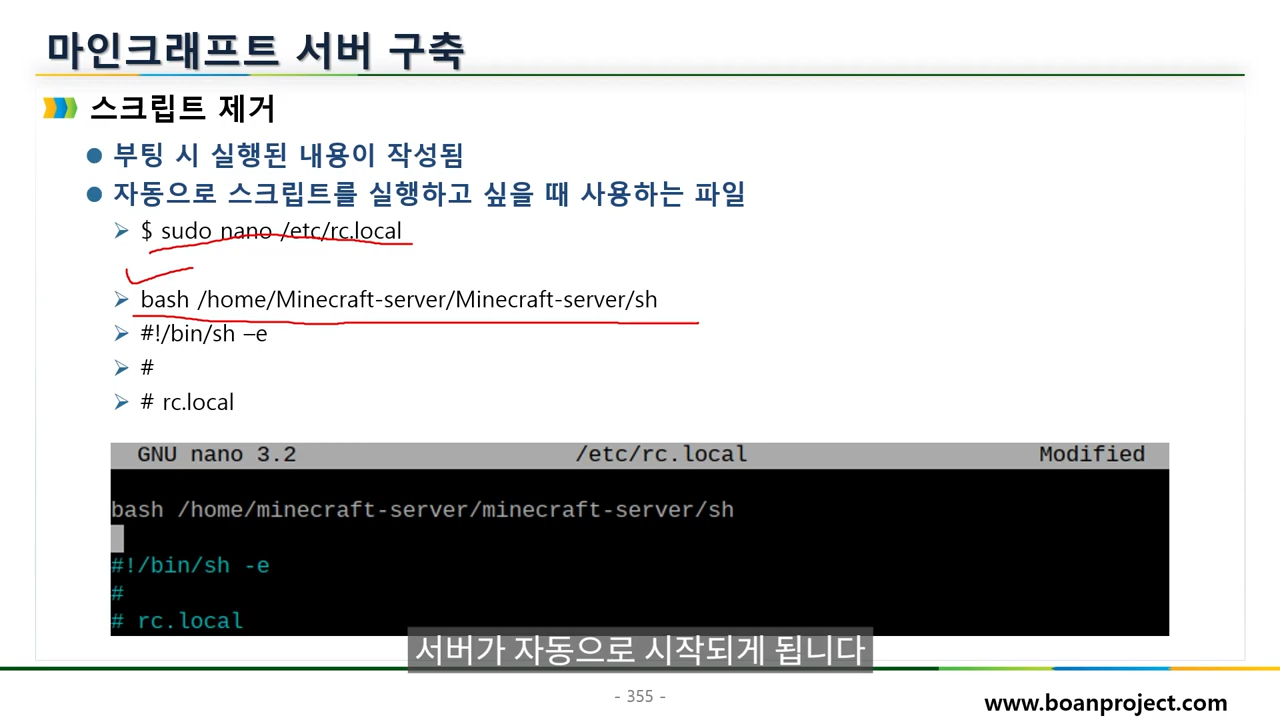 마인크래프트 서버 구축
스크립트 제거
부팅 시 실행된 내용이 작성됨
자동으로 스크립트를 실행하고 싶을 때 사용하는 파일
$ sudo nano /etc/rc.local
bash /home/Minecraft-server/Minecraft-server/sh
#!/bin/sh –e
#
# rc.local
GNU nano 3.2 /etc/rc.local Modified
bash /home/minecraft-server/minecraft-server/sh
#!/bin/sh -e
#
# rc.local
서버가 자동으로 시작되게 됩니다
- 355 -
www.boanproject.com